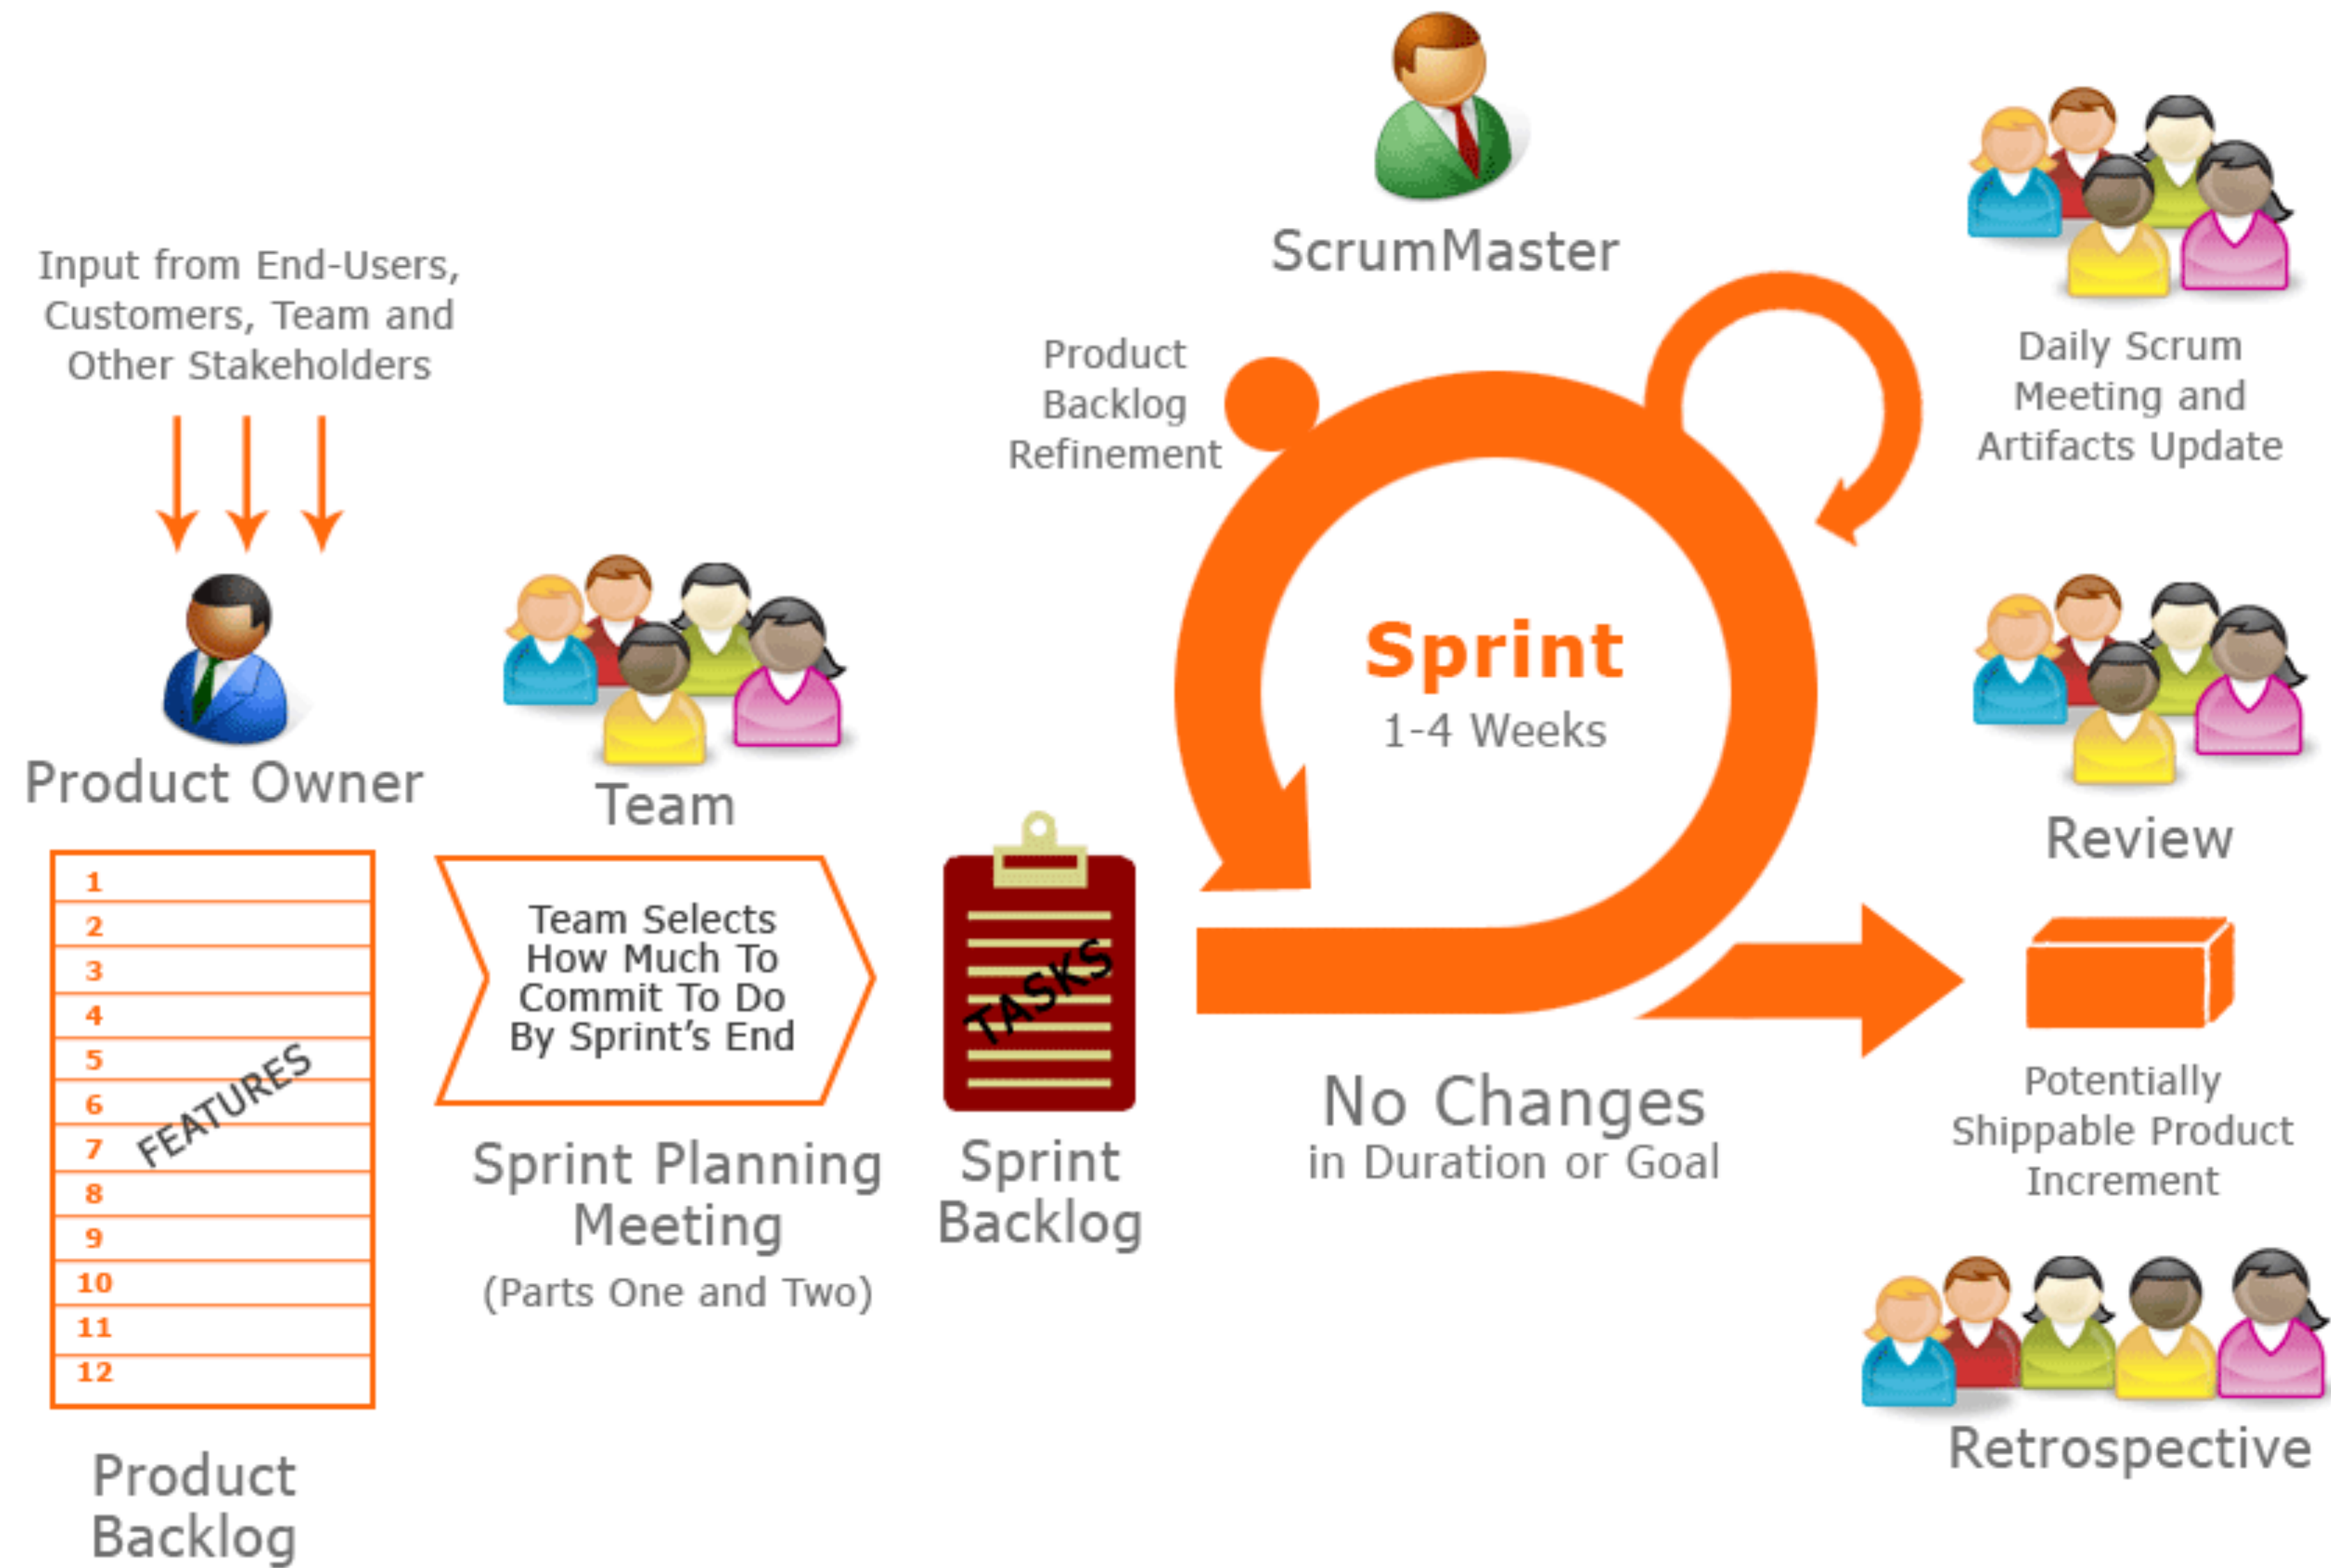 Input from End-Users,
Customers, Team and
Other Stakeholders
Product Owner
1
2
3
4
5
6
7
8
9
10
11
12
FEATURES
Product
Backlog
Team
Team Selects
How Much To
Commit To Do
By Sprint’s End
Sprint Planning
Meeting
(Parts One and Two)
TASKS
Sprint
Backlog
ScrumMaster
Product
Backlog
Refinement
Sprint
1-4 Weeks
No Changes
in Duration or Goal
Daily Scrum
Meeting and
Artifacts Update
Review
Potentially
Shippable Product
Increment
Retrospective